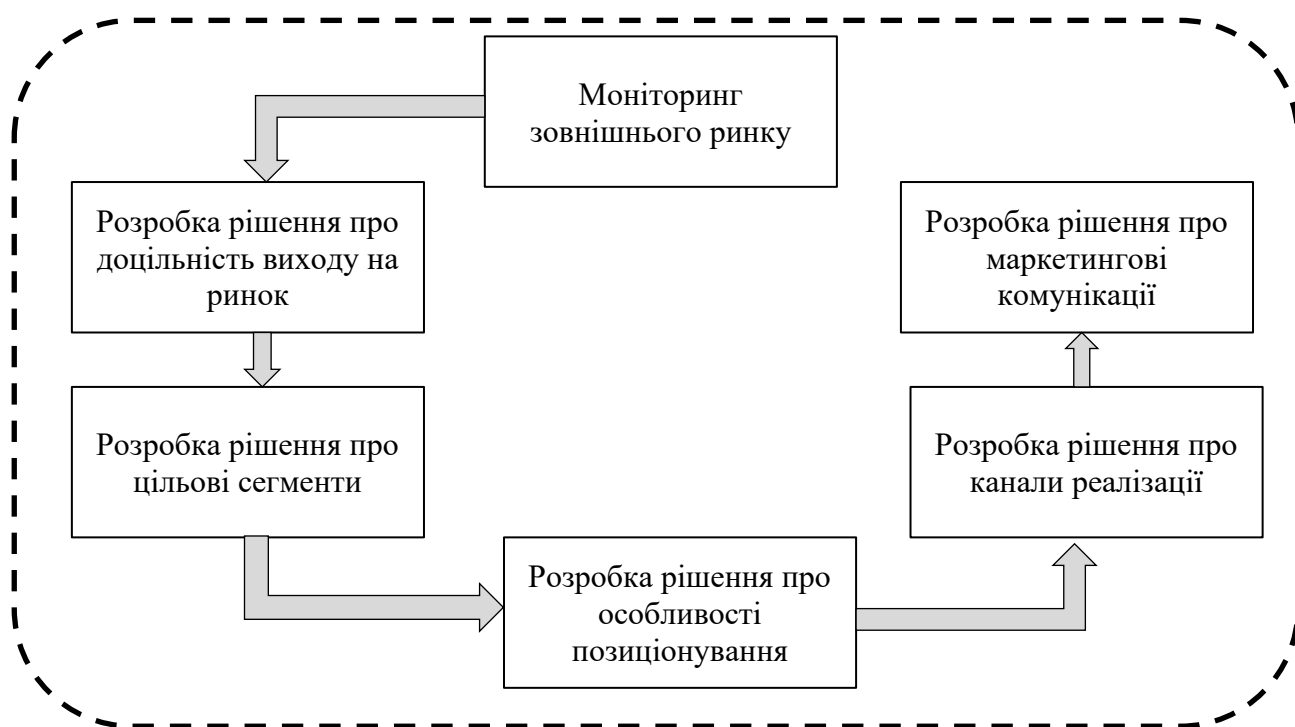 Моніторинг
зовнішнього ринку
Розробка рішення про
доцільність виходу на
ринок
Розробка рішення про
цільові сегменти
Розробка рішення про
особливості
позиціонування
Розробка рішення про
канали реалізації
Розробка рішення про
маркетингові
комунікації